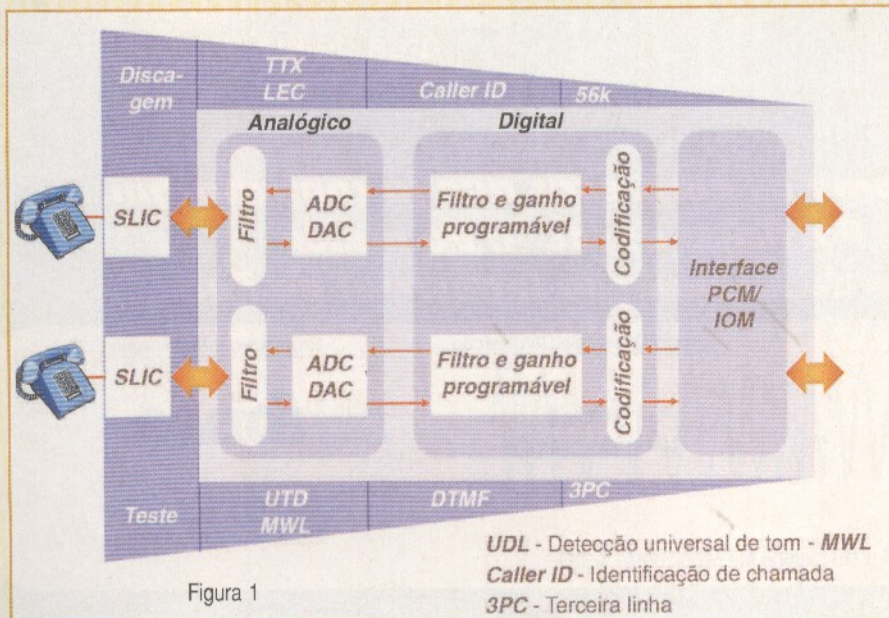 Disca-
gem
TTX
LEC
Caller ID
56k
Analógico
Digital
SLIC
Filtro
ADC
DAC
Filtro e ganho
programável
Codificação
Interface
PCM/
IOM
SLIC
Filtro
ADC
DAC
Filtro e ganho
programável
Codificação
Teste
UTD
MWL
DTMF
3PC
UDL - Detecção universal de tom - MWL
Caller ID - Identificação de chamada
3PC - Terceira linha
Figura 1